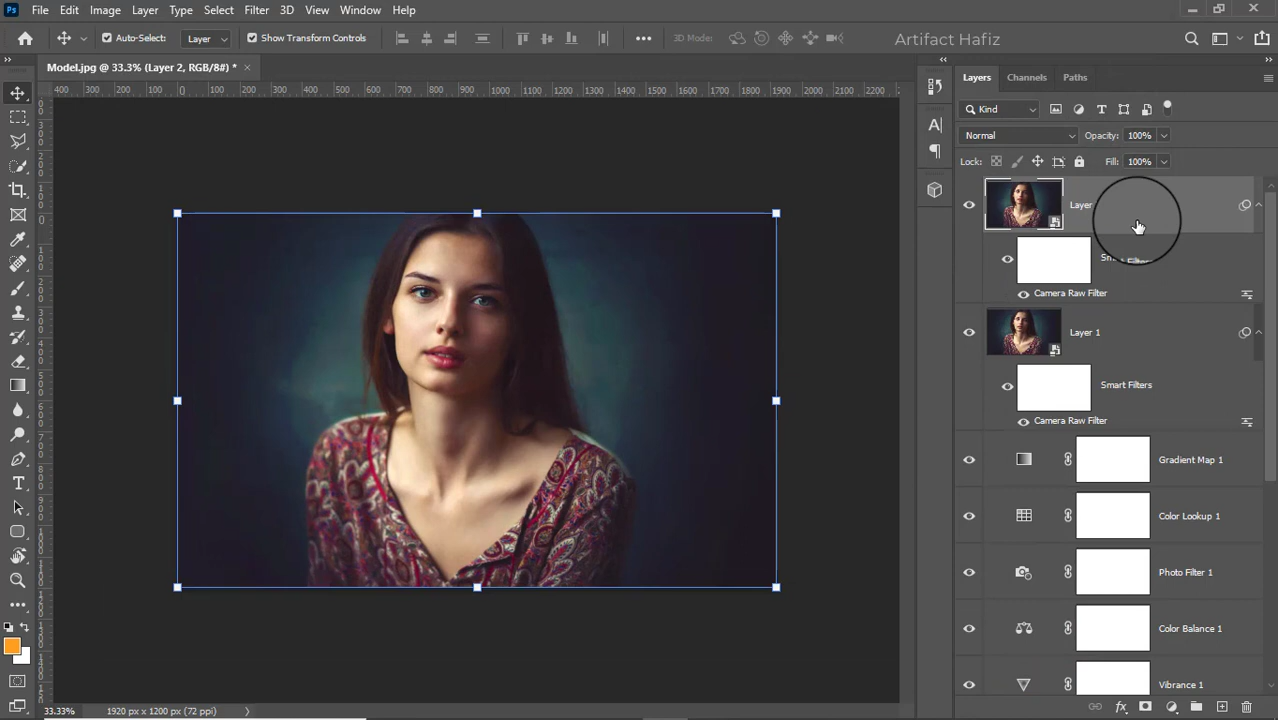 Ps File Edit Image Layer Type Select Filter 3D View Window Help
Auto-Select: Layer Show Transform Controls 3D Mode: Artifact Hafiz
Model.jpg @ 33.3% (Layer 2, RGB/8#) *
400 300 200 100 0 100 200 300 400 500 600 700 800 900 1000 1100 1200 1300 1400 1500 1600 1700 1800 1900 2000 2100 2200
Layers Channels Paths
Kind
Normal Opacity: 100%
Lock: Fill: 100%
Layer
Smart Filters
Camera Raw Filter
Layer 1
Smart Filters
Camera Raw Filter
Gradient Map 1
Color Lookup 1
Photo Filter 1
Color Balance 1
Vibrance 1
33.33% 1920 px x 1200 px (72 ppi)